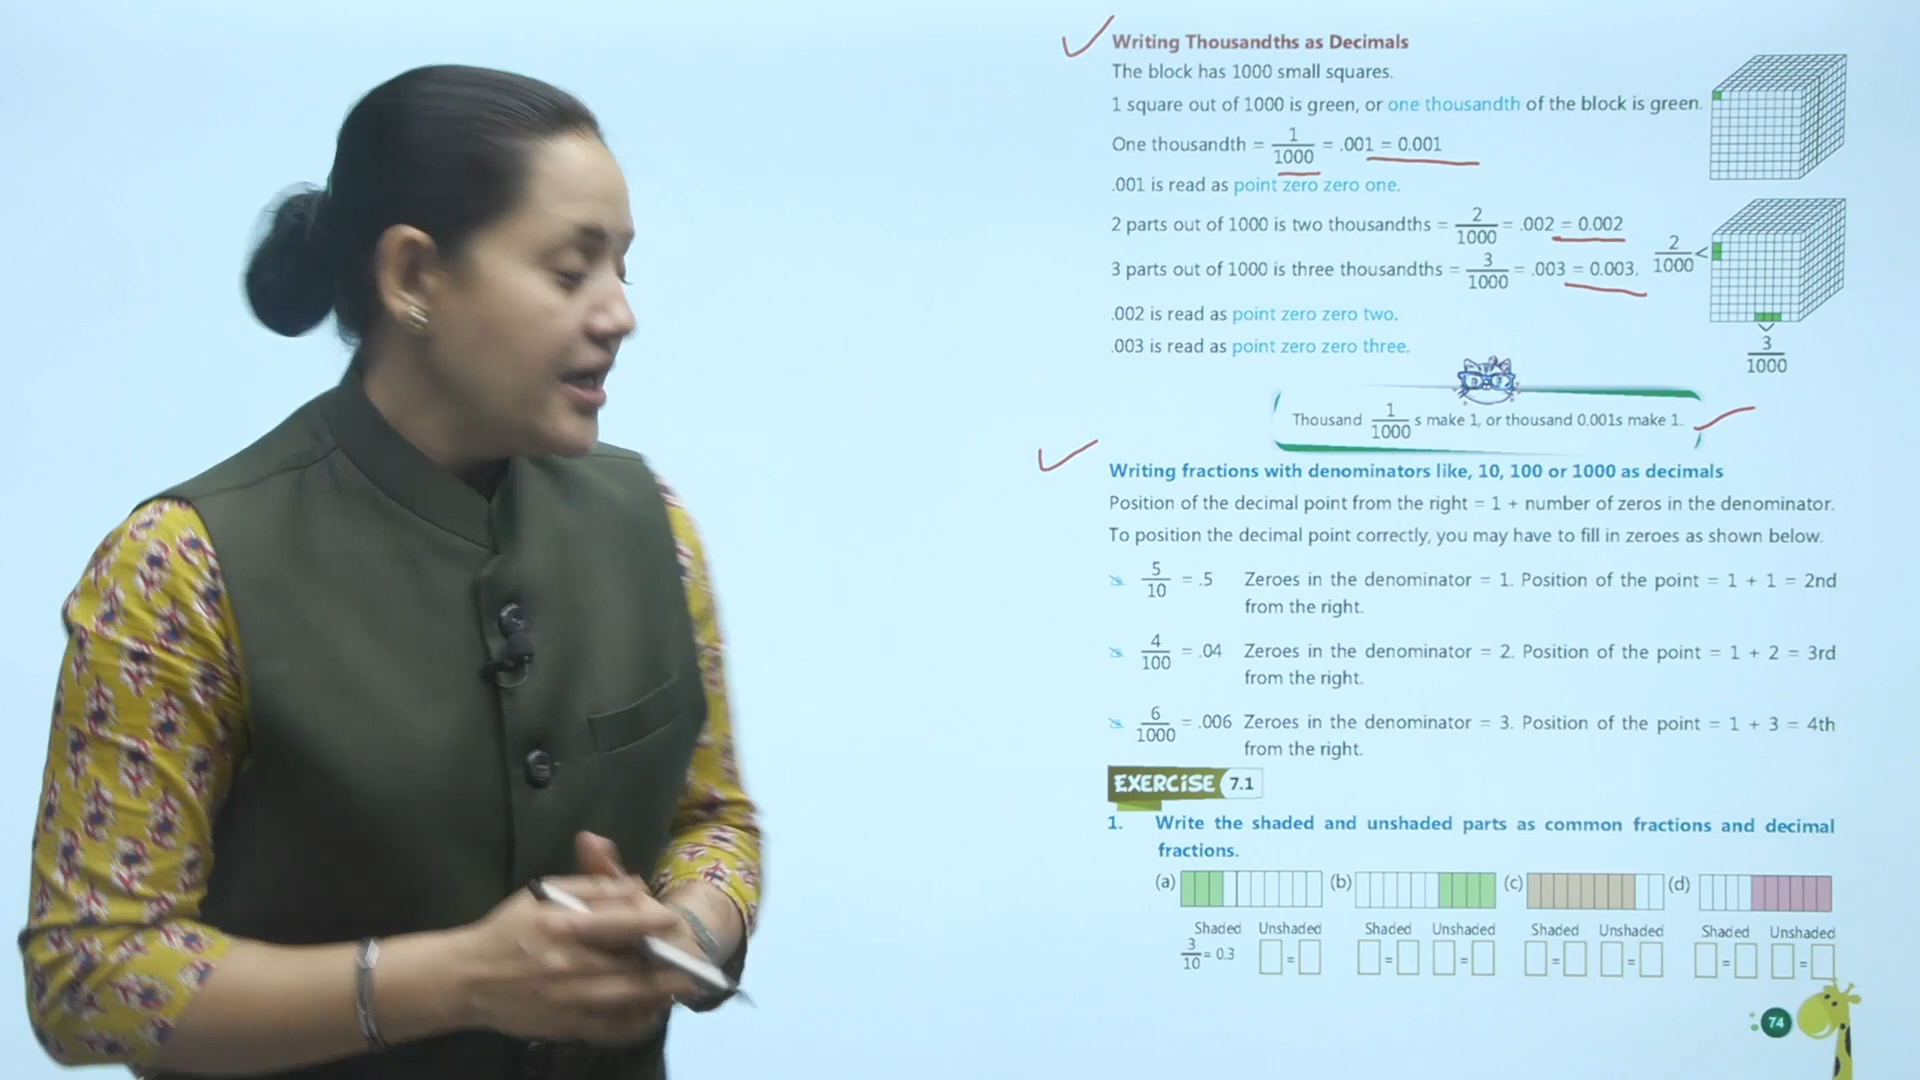 Writing Thousandths as Decimals
The block has 1000 small squares.
1 square out of 1000 is green, or one thousandth of the block is green.
One thousandth = 1/1000 = .001 = 0.001
.001 is read as point zero zero one.
2 parts out of 1000 is two thousandths = 2/1000 = .002 = 0.002
2/1000 <
3 parts out of 1000 is three thousandths = 3/1000 = .003 = 0.003.
.002 is read as point zero zero two.
.003 is read as point zero zero three.
3/1000
Thousand 1/1000 s make 1, or thousand 0.001s make 1.
Writing fractions with denominators like, 10, 100 or 1000 as decimals
Position of the decimal point from the right = 1 + number of zeros in the denominator.
To position the decimal point correctly, you may have to fill in zeroes as shown below.
5/10 = .5 Zeroes in the denominator = 1. Position of the point = 1 + 1 = 2nd
from the right.
4/100 = .04 Zeroes in the denominator = 2. Position of the point = 1 + 2 = 3rd
from the right.
6/1000 = .006 Zeroes in the denominator = 3. Position of the point = 1 + 3 = 4th
from the right.
EXERCISE 7.1
1. Write the shaded and unshaded parts as common fractions and decimal
fractions.
(a) (b) (c) (d)
Shaded Unshaded Shaded Unshaded Shaded Unshaded Shaded Unshaded
3/10 = 0.3 = = = = = = =
74